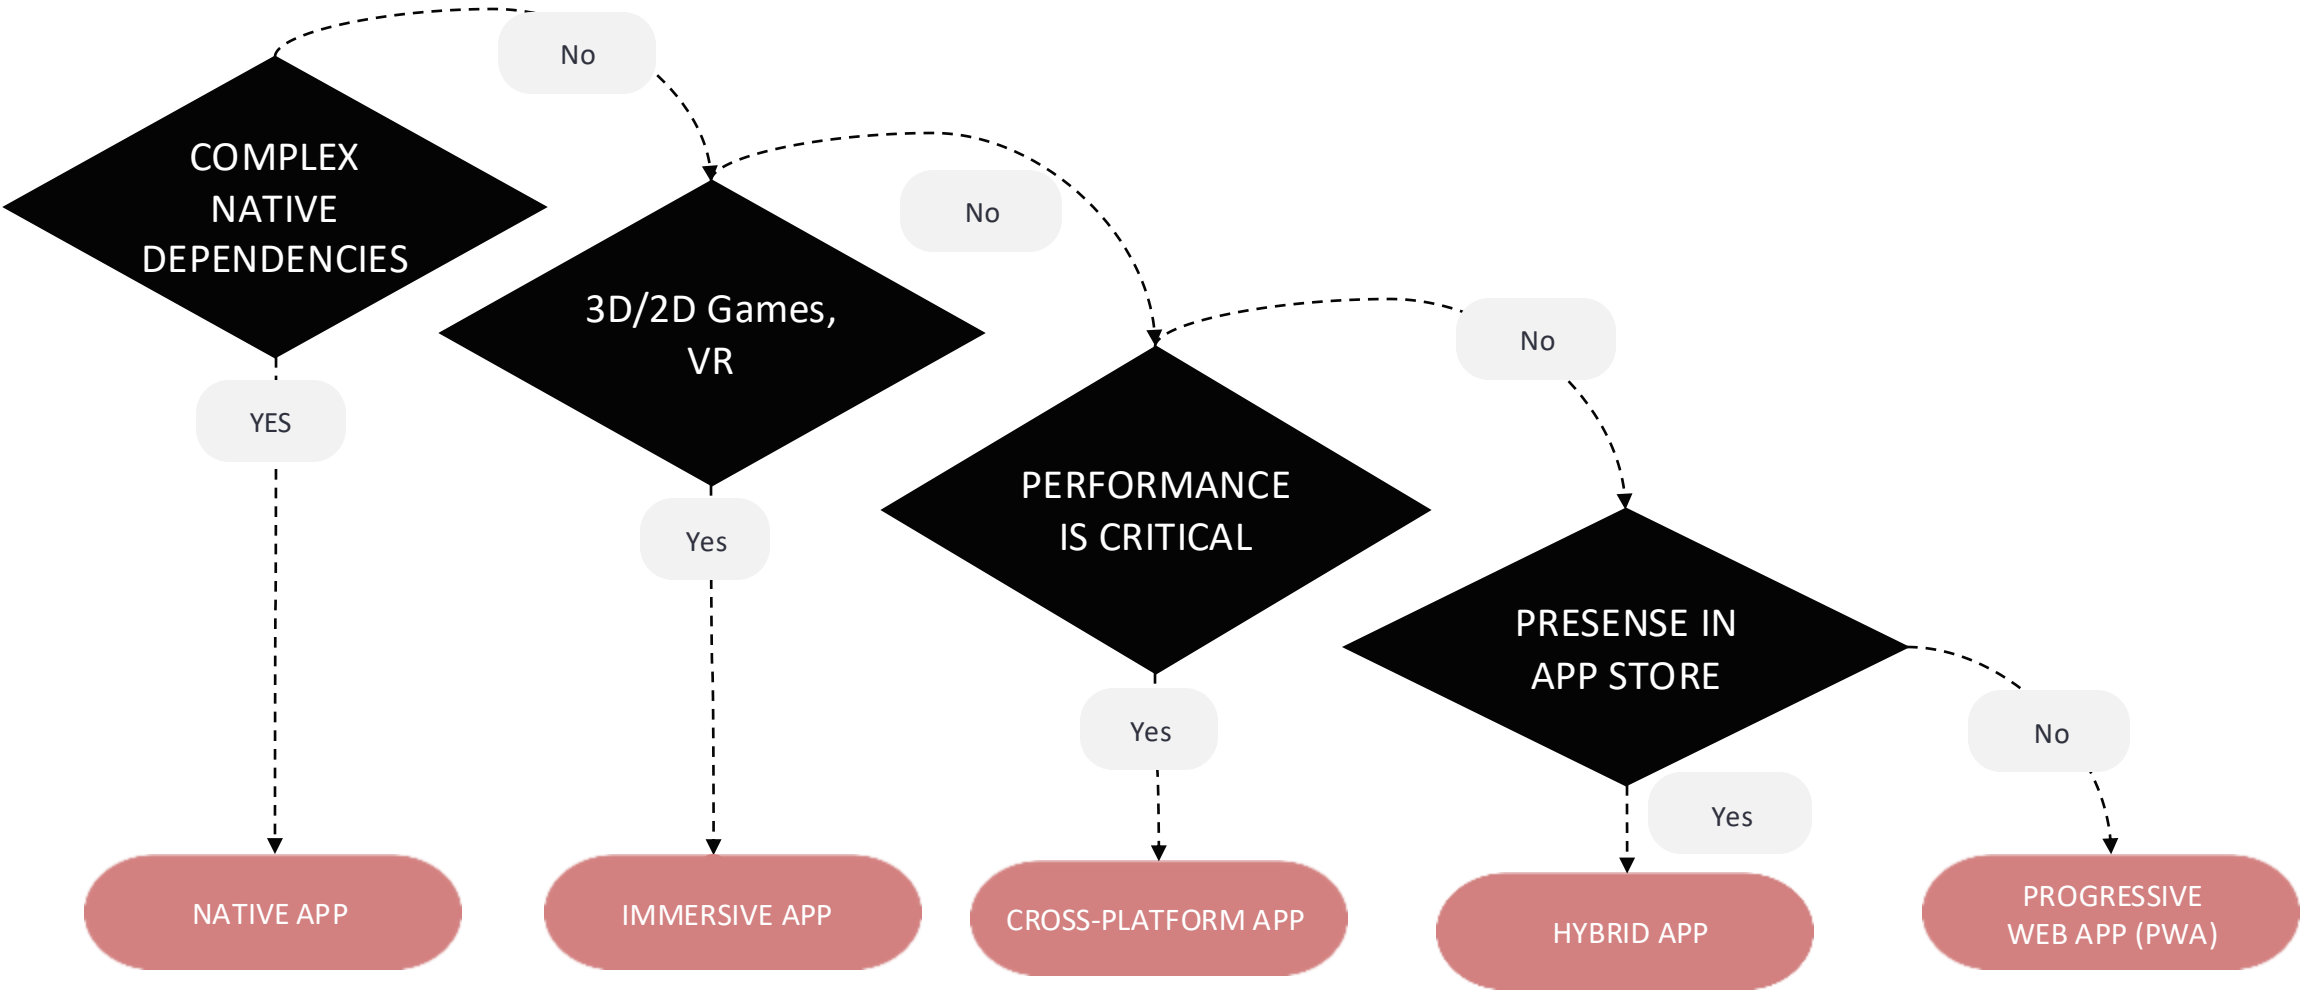 No
COMPLEX
NATIVE
DEPENDENCIES
YES
No
3D/2D Games,
VR
Yes
No
PERFORMANCE
IS CRITICAL
Yes
PRESENSE IN
APP STORE
No
Yes
NATIVE APP
IMMERSIVE APP
CROSS-PLATFORM APP
HYBRID APP
PROGRESSIVE
WEB APP (PWA)